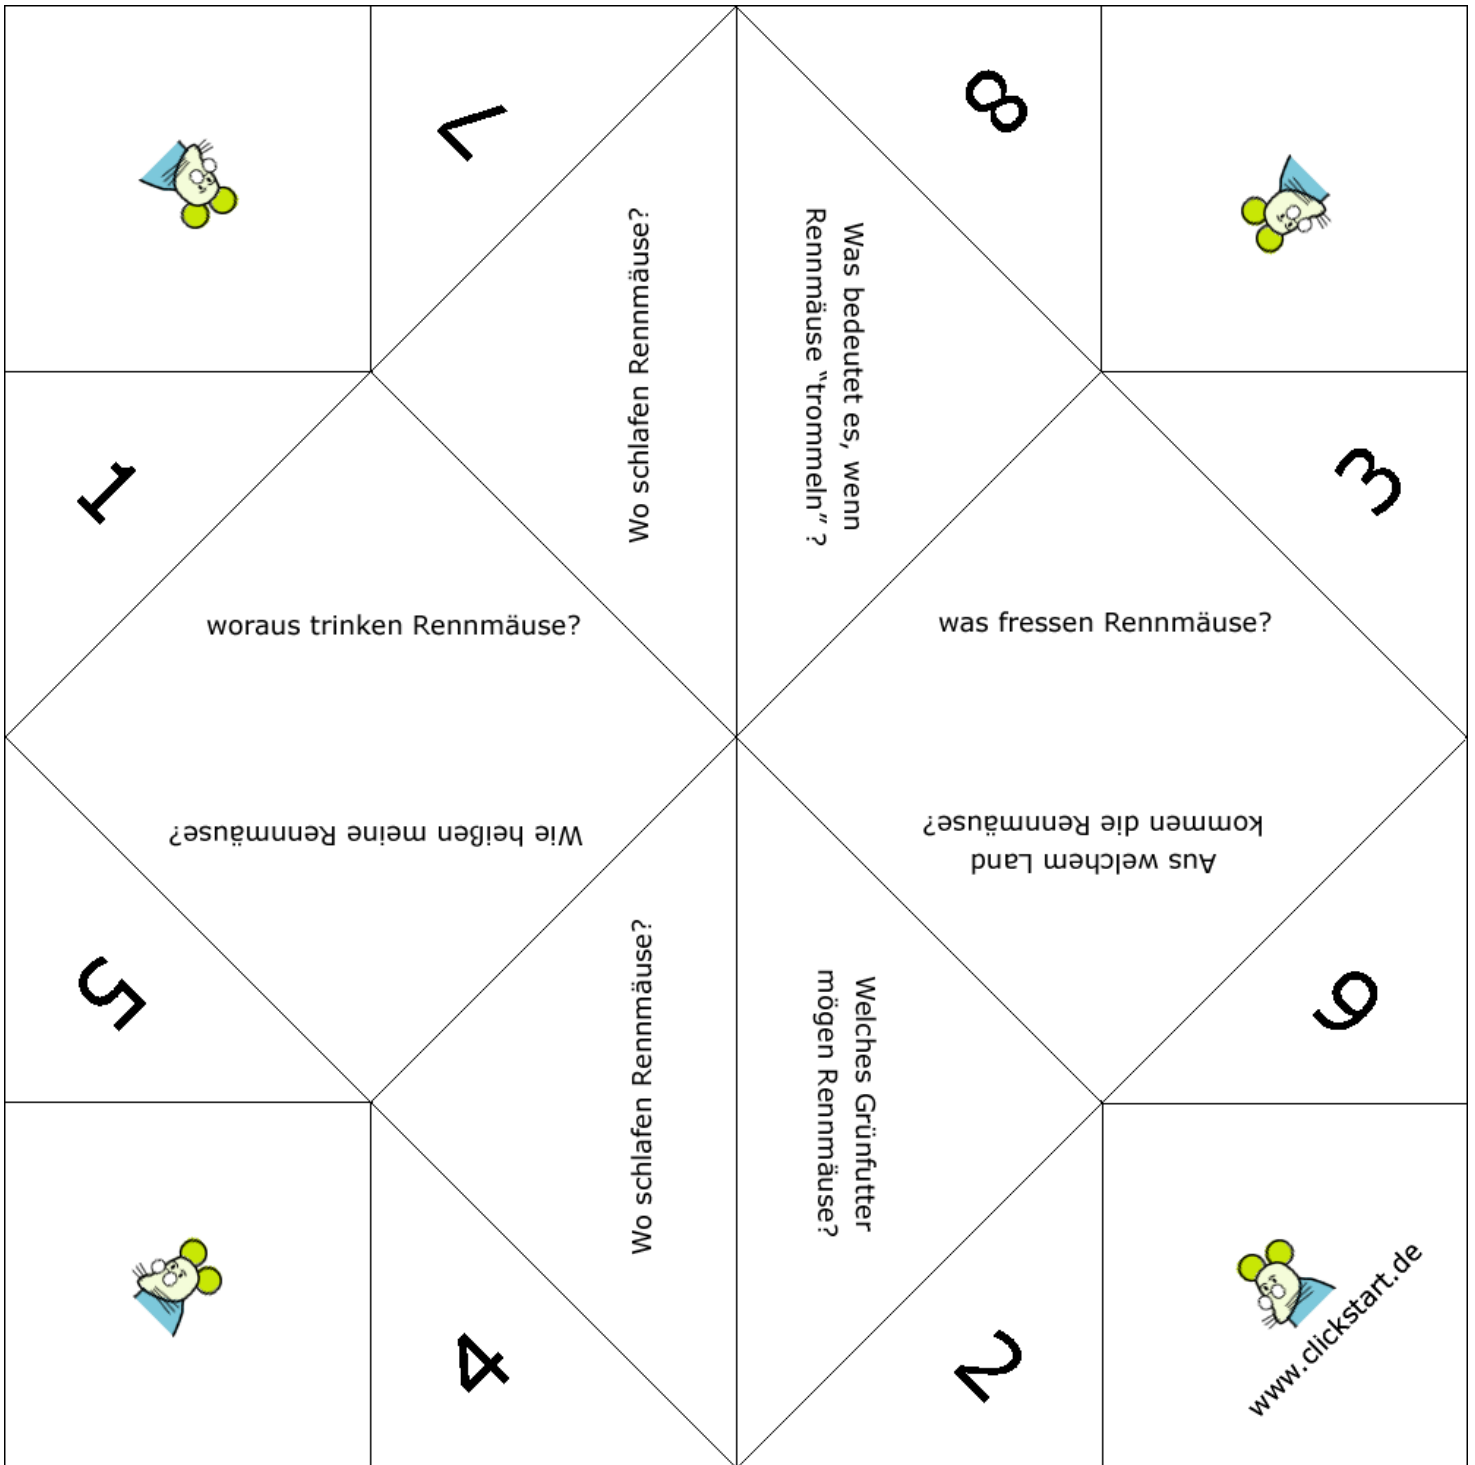 7
8
Wo schlafen Rennmäuse?
Was bedeutet es, wenn
Rennmäuse "trommeln" ?
1
3
woraus trinken Rennmäuse?
was fressen Rennmäuse?
Wie heißen meine Rennmäuse?
Aus welchem Land
kommen die Rennmäuse?
5
6
Wo schlafen Rennmäuse?
Welches Grünfutter
mögen Rennmäuse?
4
2
www.clickstart.de